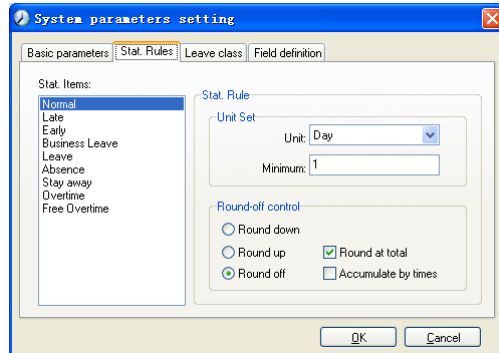 System parameters setting
Basic parameters Stat. Rules Leave class Field definition
Stat. Items:
Normal
Late
Early
Business Leave
Leave
Absence
Stay away
Overtime
Free Overtime
Stat. Rule
Unit Set
Unit: Day
Minimum: 1
Round-off control
Round down
Round up
Round at total
Round off
Accumulate by times
OK
Cancel